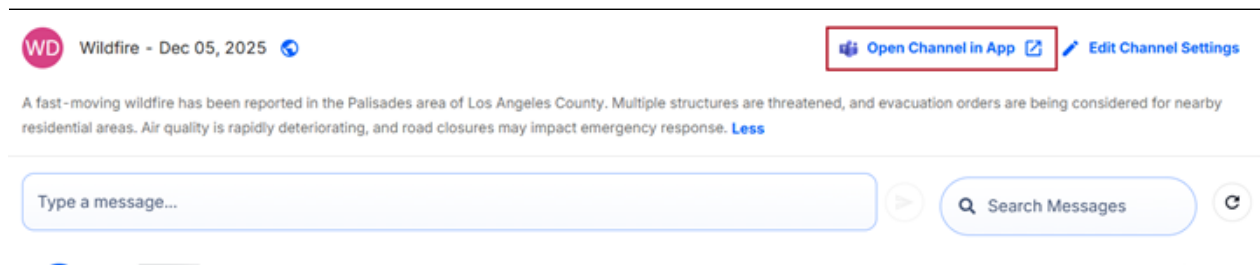 WD Wildfire - Dec 05, 2025 Open Channel in App Edit Channel Settings
A fast-moving wildfire has been reported in the Palisades area of Los Angeles County. Multiple structures are threatened, and evacuation orders are being considered for nearby
residential areas. Air quality is rapidly deteriorating, and road closures may impact emergency response. Less
Type a message... Search Messages